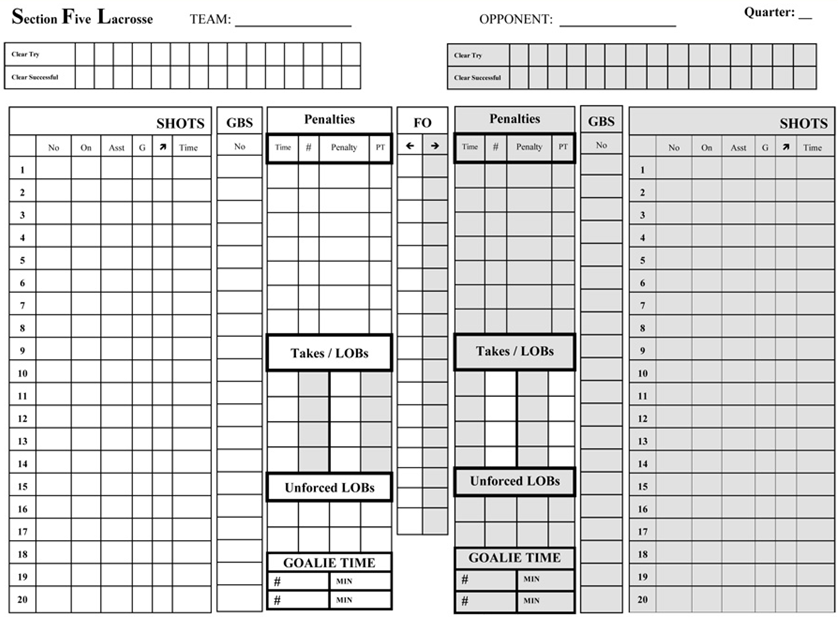 Section Five Lacrosse TEAM: ____________ OPPONENT: ____________ Quarter: __
Clear Try Clear Try
Clear Successful Clear Successful
SHOTS GBS Penalties FO Penalties GBS SHOTS
No On Asst G ↗ Time No Time # Penalty PT ← → Time # Penalty PT No No On Asst G ↗ Time
1 1
2 2
3 3
4 4
5 5
6 6
7 7
8 8
9 Takes / LOBs Takes / LOBs 9
10 10
11 11
12 12
13 13
14 14
15 Unforced LOBs Unforced LOBs 15
16 16
17 17
18 GOALIE TIME GOALIE TIME 18
19 # MIN # MIN 19
20 # MIN # MIN 20